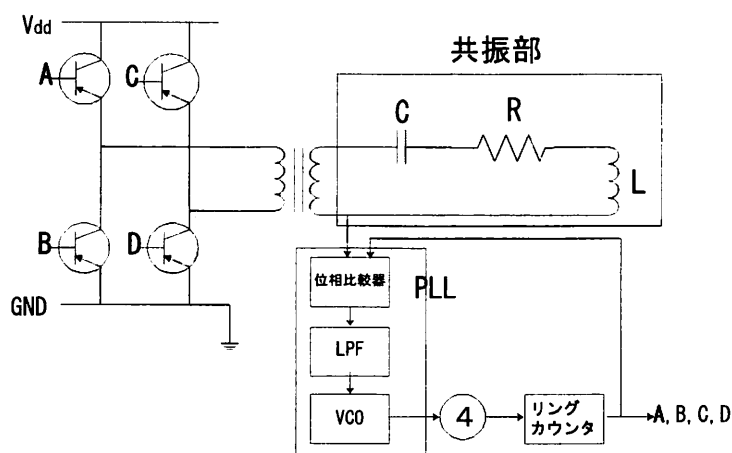 Vdd
共振部
A
C
C
R
L
B
D
位相比較器
PLL
GND
LPF
VCO
4
リング
カウンタ
A, B, C, D